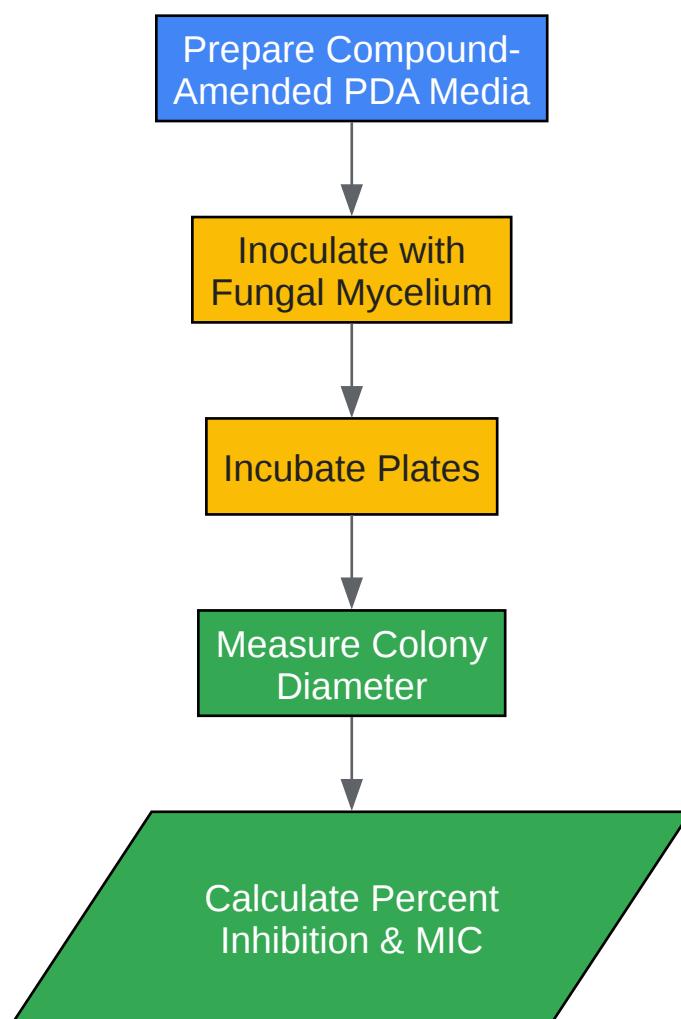 Prepare Compound-
Amended PDA Media
Inoculate with
Fungal Mycelium
Incubate Plates
Measure Colony
Diameter
Calculate Percent
Inhibition & MIC